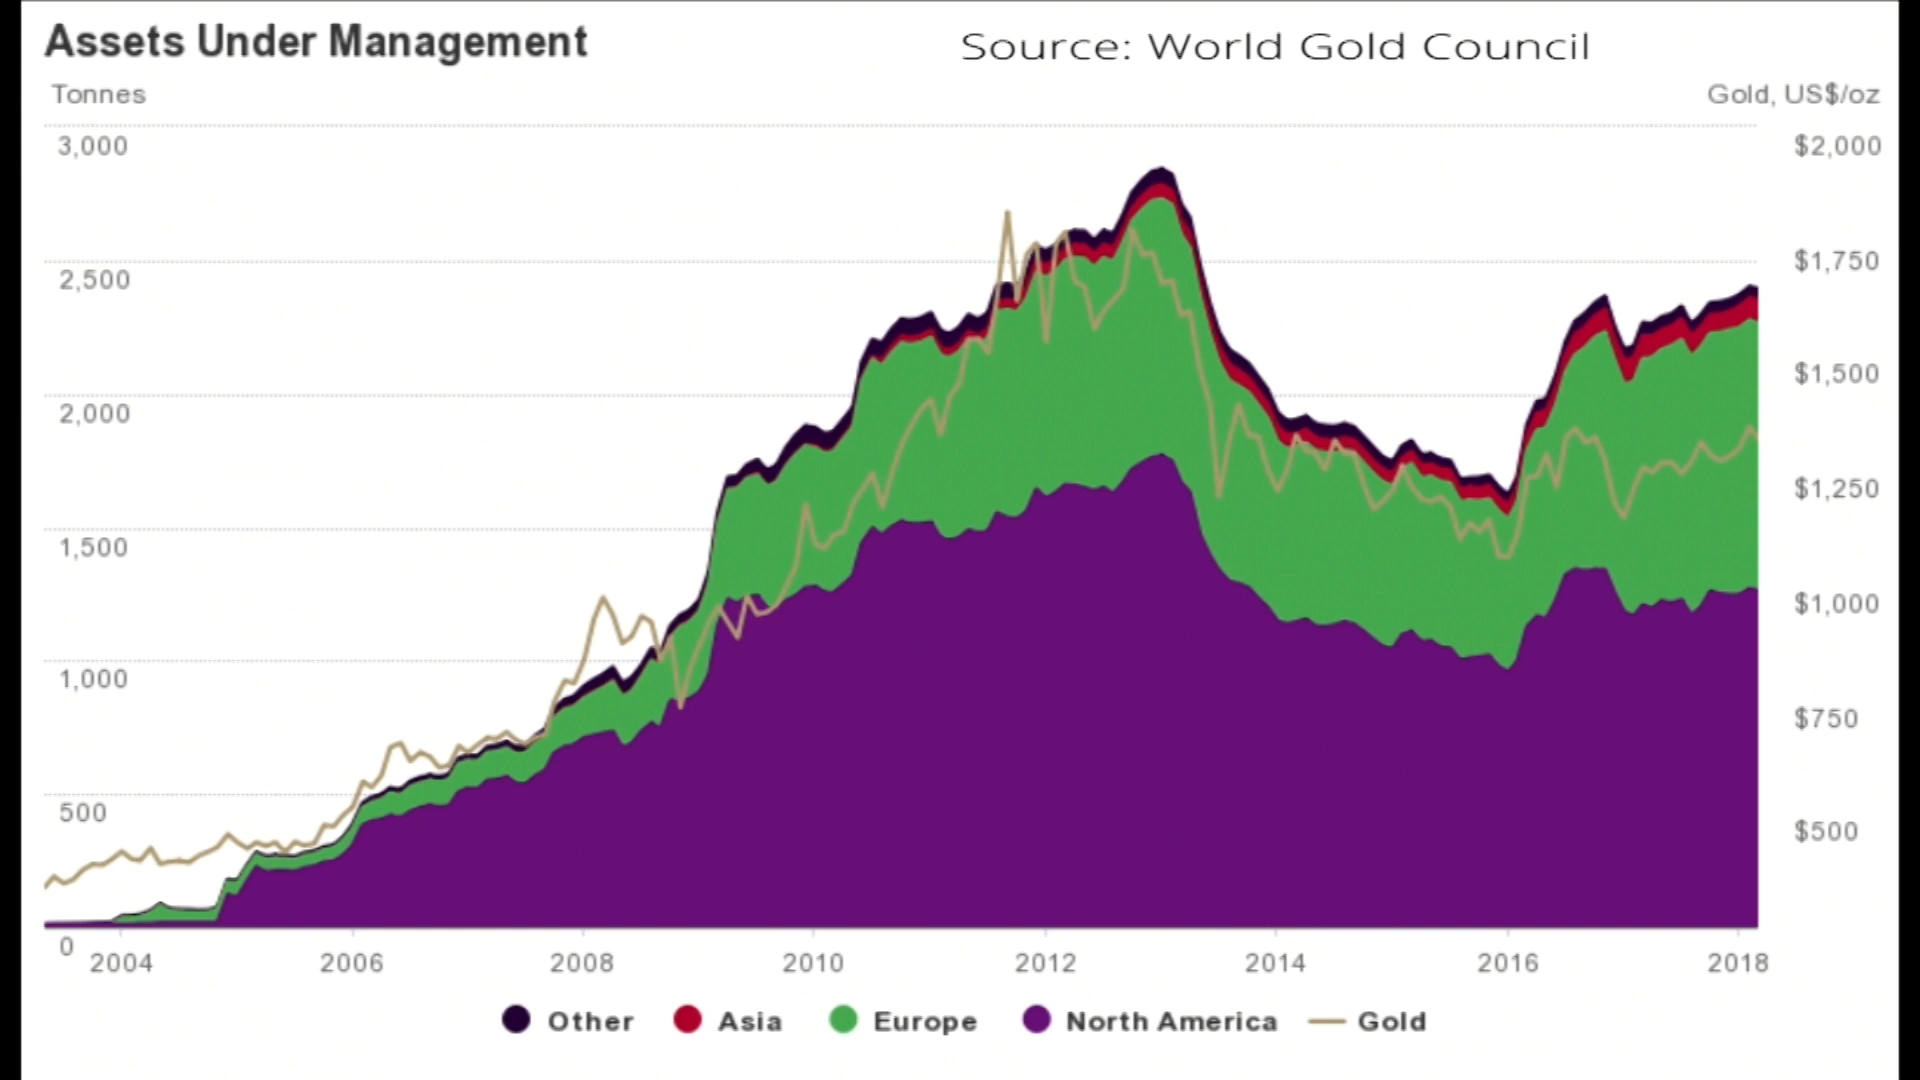 Assets Under Management
Source: World Gold Council
Tonnes
Gold, US$/oz
3,000
$2,000
2,500
$1,750
2,000
$1,500
1,500
$1,250
1,000
$1,000
500
$750
$500
0
2004 2006 2008 2010 2012 2014 2016 2018
Other Asia Europe North America Gold